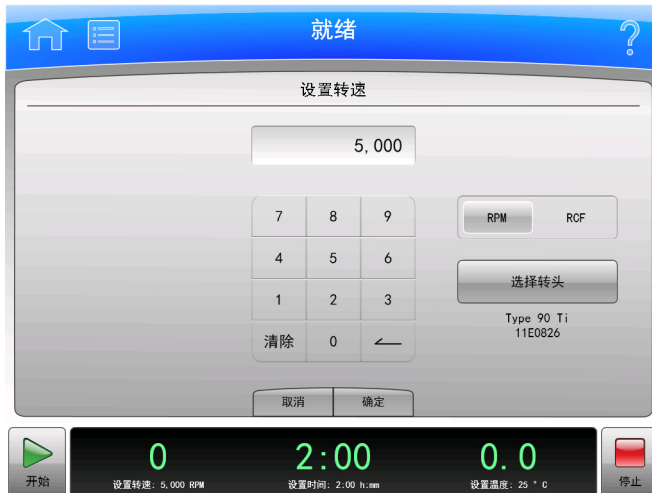 就绪
设置转速
5,000
7 8 9
RPM RCF
4 5 6
选择转头
1 2 3
Type 90 Ti
11E0826
清除 0
取消 确定
0 2:00 0.0
开始 设置转速: 5,000 RPM 设置时间: 2:00 h:mm 设置温度: 25 °C 停止